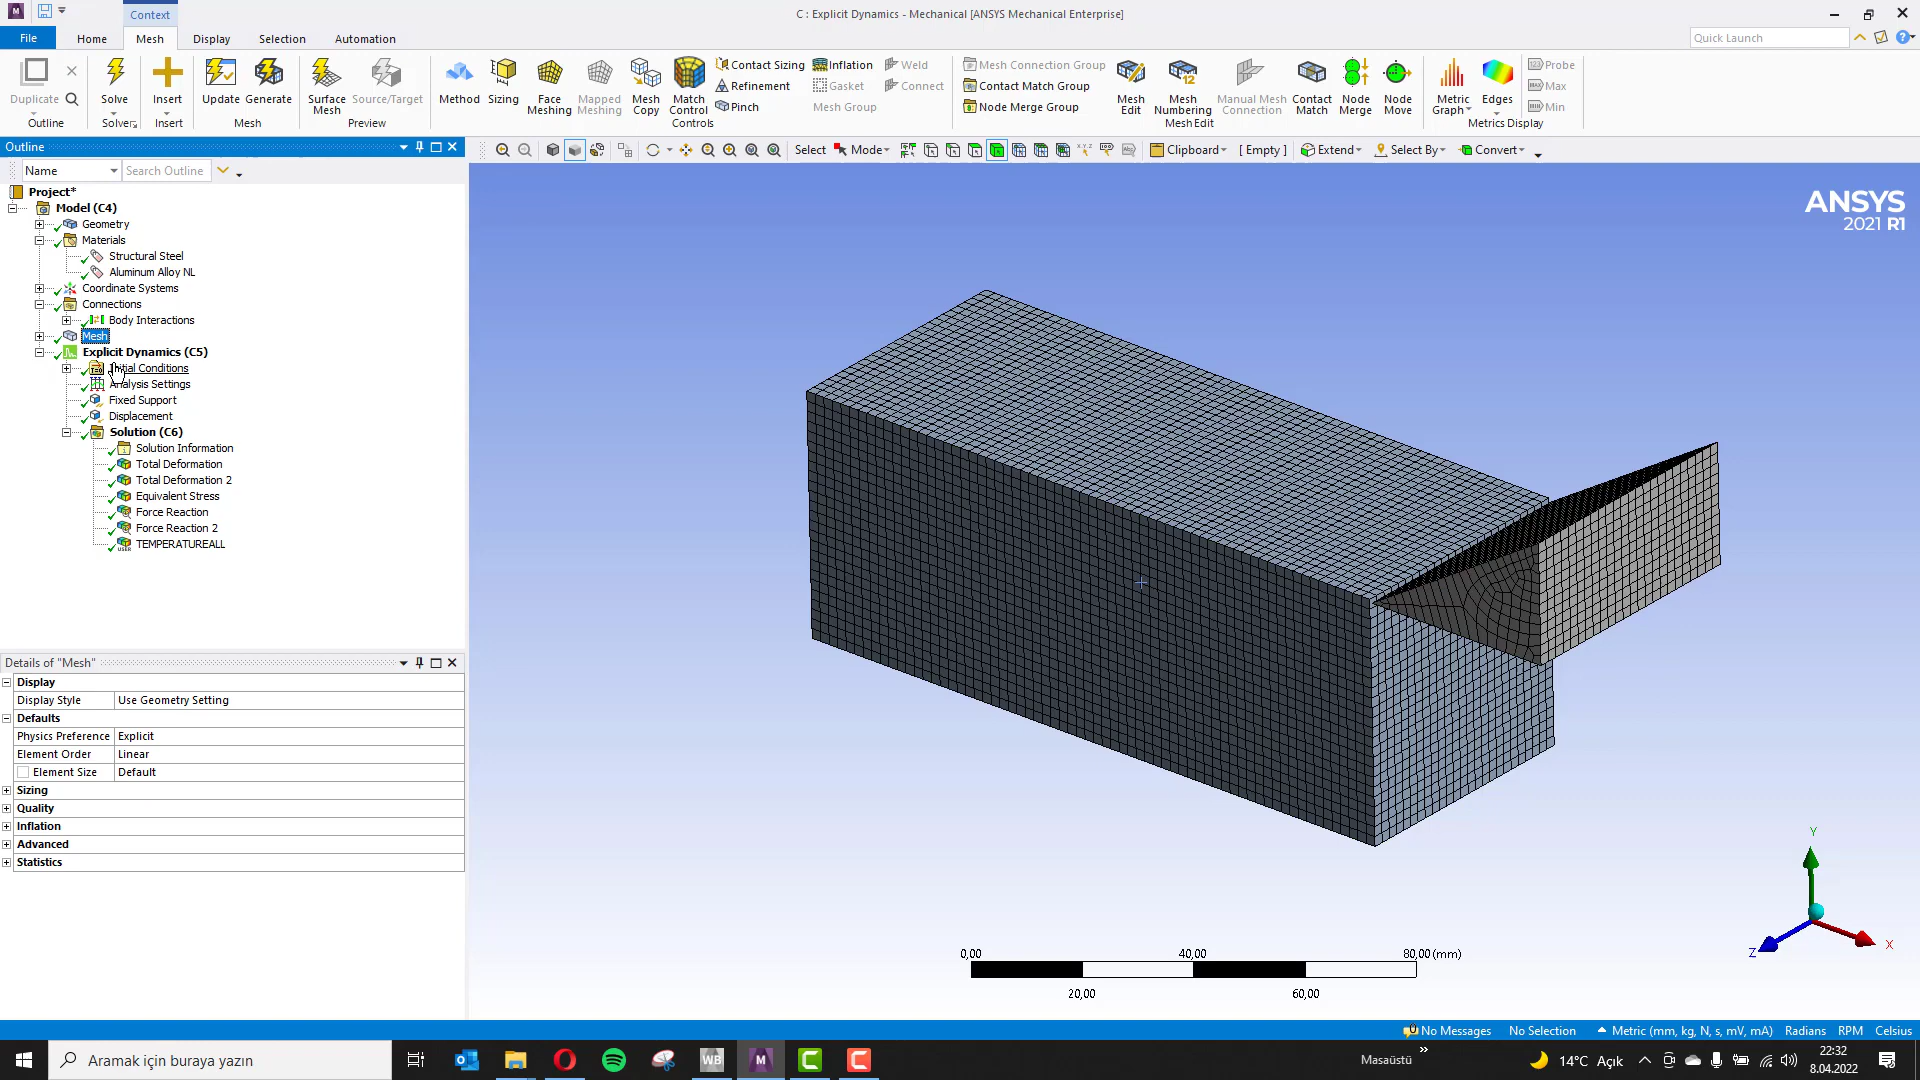 Context
C : Explicit Dynamics - Mechanical [ANSYS Mechanical Enterprise]
File
Home
Mesh
Display
Selection
Automation
Quick Launch
Duplicate
Outline
Solve
Solver
Insert
Insert
Update
Generate
Mesh
Surface
Mesh
Source/Target
Preview
Method
Sizing
Face
Meshing
Mapped
Meshing
Mesh
Copy
Match
Control
Contact Sizing
Refinement
Pinch
Inflation
Gasket
Mesh Group
Weld
Connect
Controls
Mesh Connection Group
Contact Match Group
Node Merge Group
Mesh
Edit
Mesh
Numbering
Manual Mesh
Connection
Contact
Match
Node
Merge
Node
Move
Mesh Edit
Metric
Graph
Edges
Probe
Max
Min
Metrics Display
Outline
Select
Mode
Clipboard
[ Empty ]
Extend
Select By
Convert
Name
Search Outline
Project*
Model (C4)
Geometry
Materials
Structural Steel
Aluminum Alloy NL
Coordinate Systems
Connections
Body Interactions
Mesh
Explicit Dynamics (C5)
Initial Conditions
Analysis Settings
Fixed Support
Displacement
Solution (C6)
Solution Information
Total Deformation
Total Deformation 2
Equivalent Stress
Force Reaction
Force Reaction 2
TEMPERATUREALL
ANSYS
2021 R1
Details of "Mesh"
Display
Display Style Use Geometry Setting
Defaults
Physics Preference Explicit
Element Order Linear
Element Size Default
Sizing
Quality
Inflation
Advanced
Statistics
Y
X
Z
0,00 40,00 80,00 (mm)
20,00 60,00
No Messages
No Selection
Metric (mm, kg, N, s, mV, mA)
Radians
RPM
Celsius
Aramak için buraya yazın
WB
M
C
C
Masaüstü
14°C Açık
22:32
8.04.2022